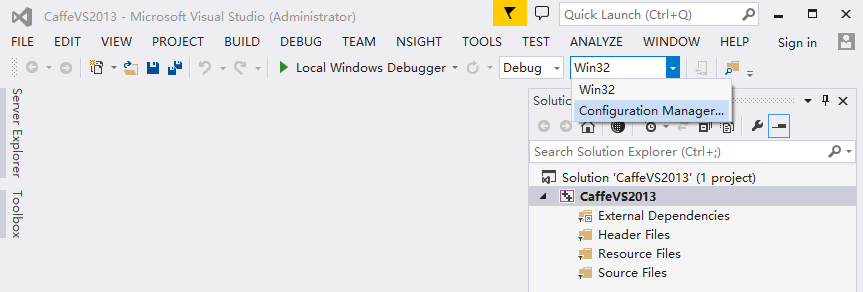 CaffeVS2013 - Microsoft Visual Studio (Administrator)
Quick Launch (Ctrl+Q)
FILE EDIT VIEW PROJECT BUILD DEBUG TEAM NSIGHT TOOLS TEST ANALYZE WINDOW HELP Sign in
Local Windows Debugger Debug Win32
Win32
Configuration Manager...
Server Explorer
Toolbox
Search Solution Explorer (Ctrl+;)
Solution 'CaffeVS2013' (1 project)
CaffeVS2013
External Dependencies
Header Files
Resource Files
Source Files